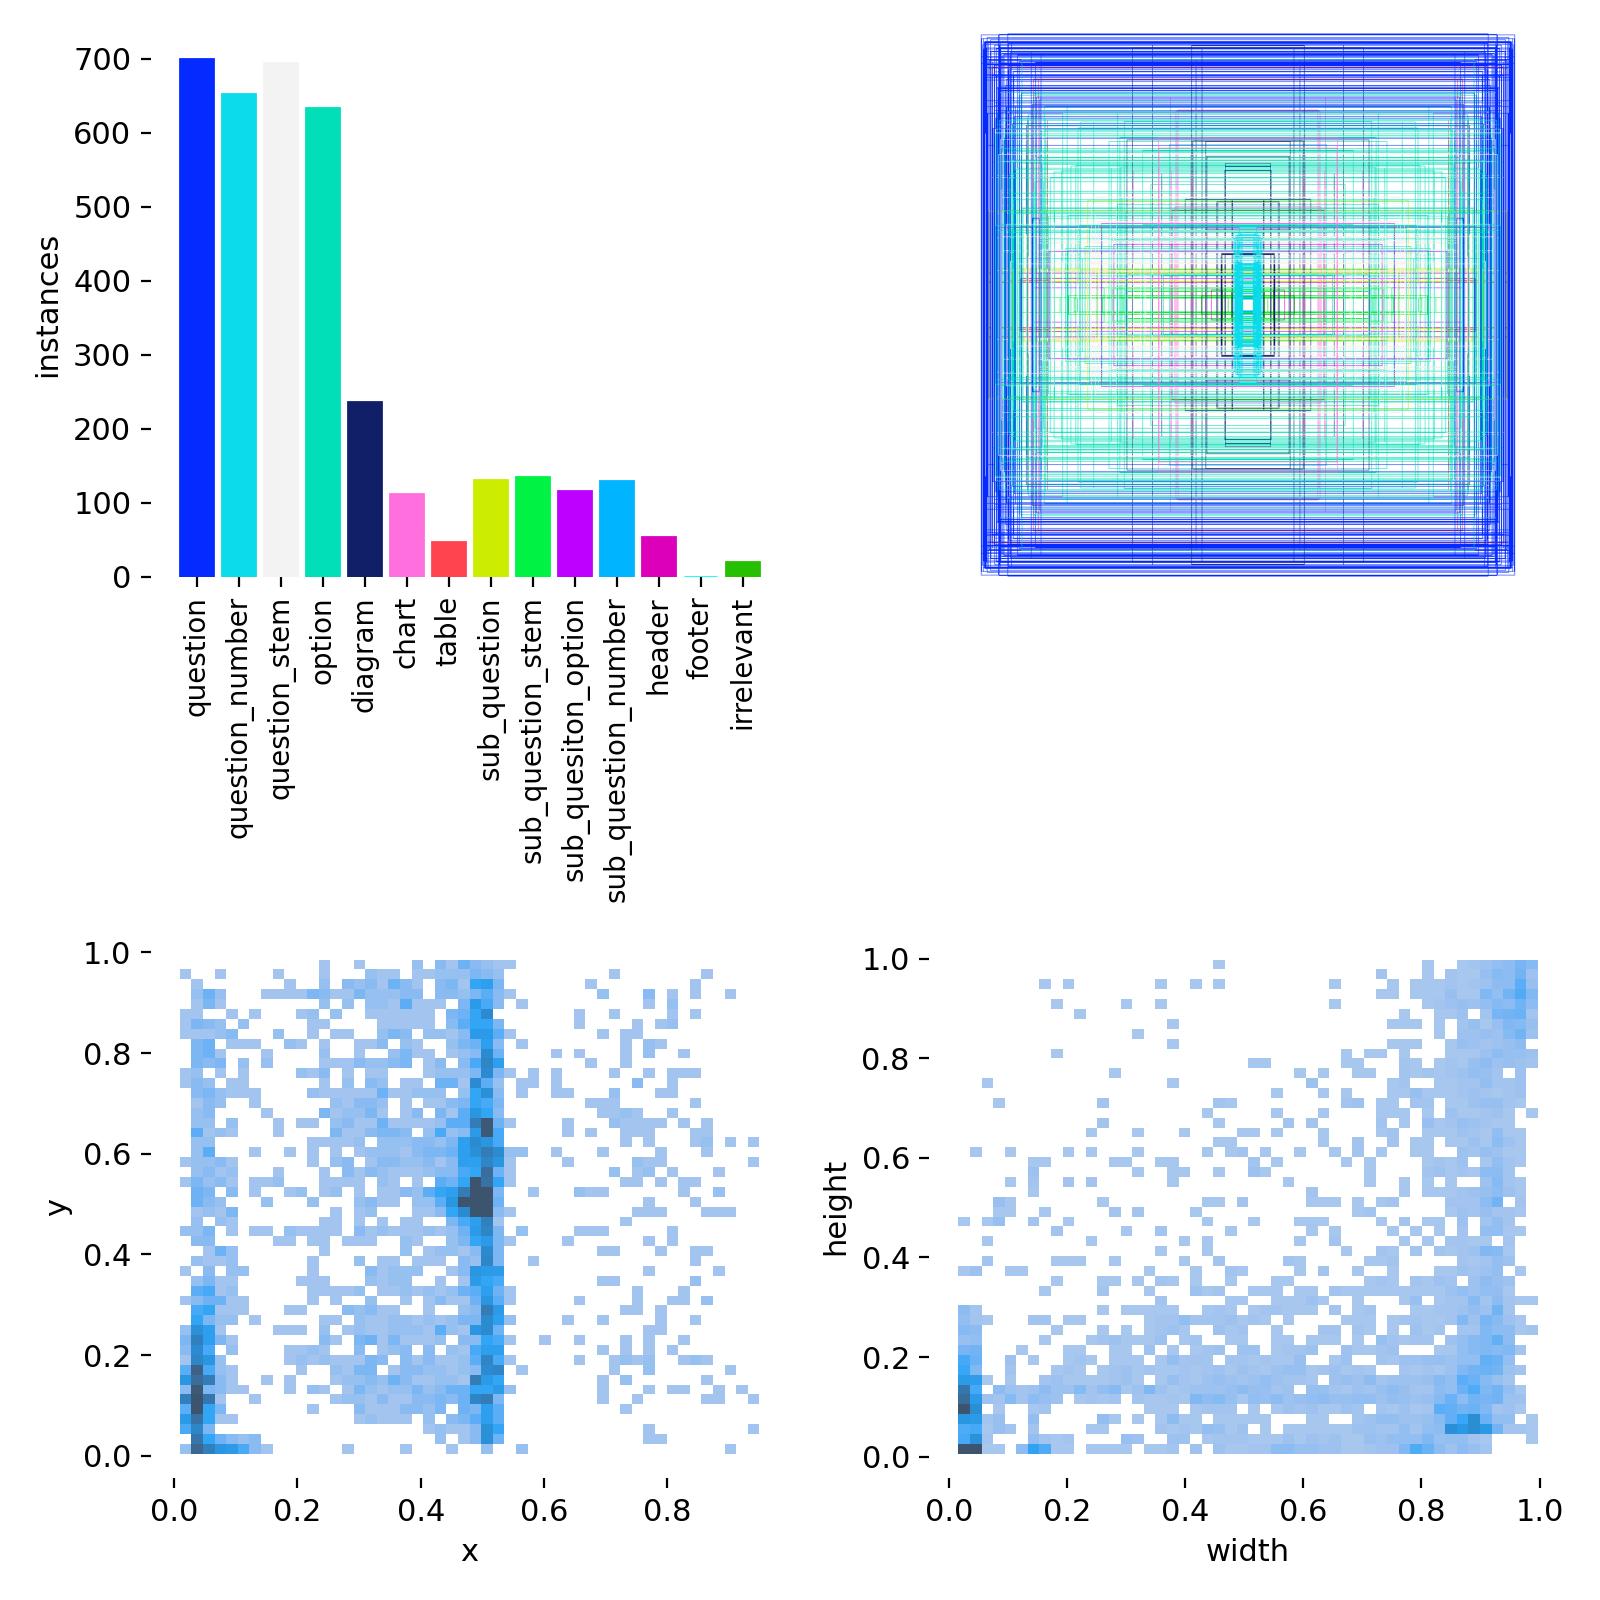 700
600
500
400
300
200
100
0
instances
question
question_number
question_stem
option
diagram
chart
table
sub_question
sub_question_stem
sub_quesiton_option
sub_question_number
header
footer
irrelevant
1.0
0.8
0.6
0.4
0.2
0.0
y
0.0 0.2 0.4 0.6 0.8
x
1.0
0.8
0.6
0.4
0.2
0.0
height
0.0 0.2 0.4 0.6 0.8 1.0
width